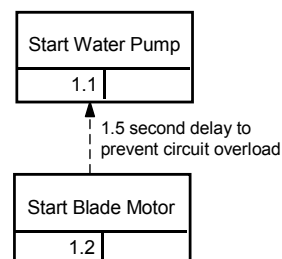 Start Water Pump
1.1
1.5 second delay to
prevent circuit overload
Start Blade Motor
1.2